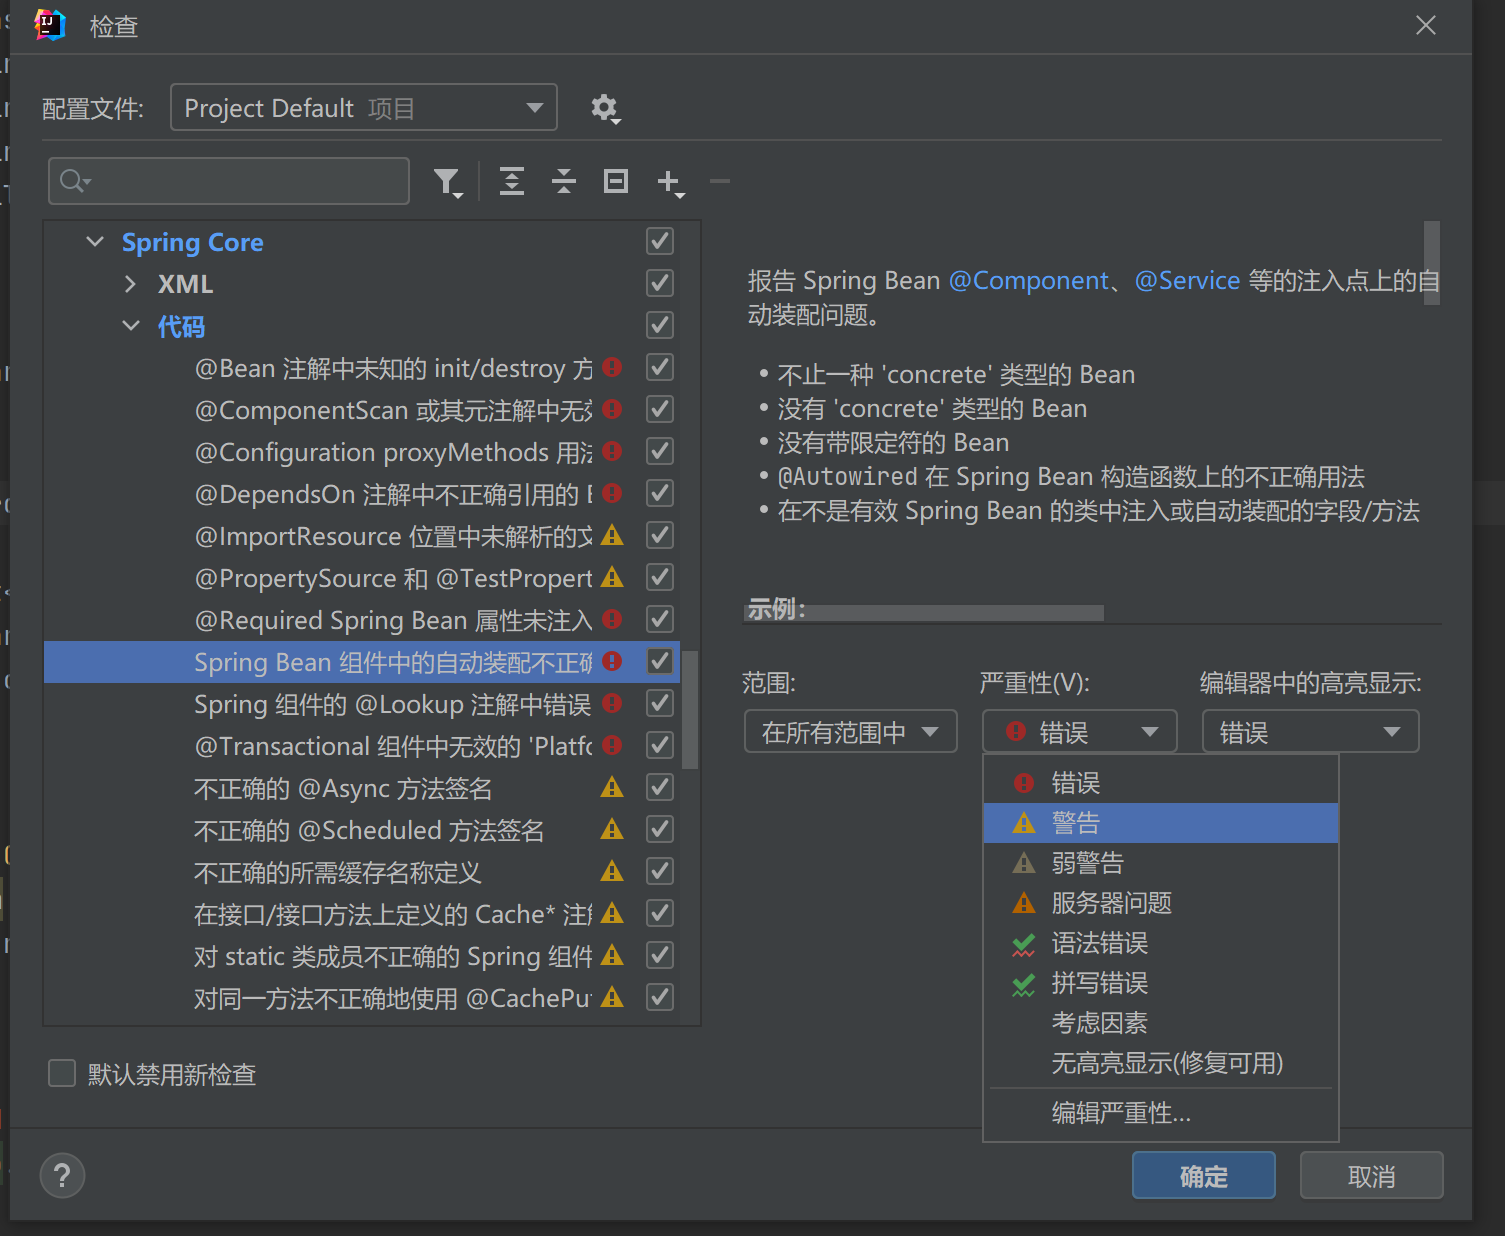 检查
配置文件: Project Default 项目
Spring Core
XML
代码
@Bean 注解中未知的 init/destroy 方
@ComponentScan 或其元注解中无效
@Configuration proxyMethods 用法
@DependsOn 注解中不正确引用的
@ImportResource 位置中未解析的文
@PropertySource 和 @TestPropert
@Required Spring Bean 属性未注入
Spring Bean 组件中的自动装配不正确
Spring 组件的 @Lookup 注解中错误
@Transactional 组件中无效的 'Platfo
不正确的 @Async 方法签名
不正确的 @Scheduled 方法签名
不正确的所需缓存名称定义
在接口/接口方法上定义的 Cache* 注解
对 static 类成员不正确的 Spring 组件
对同一方法不正确地使用 @CachePut
默认禁用新检查
报告 Spring Bean @Component、@Service 等的注入点上的自
动装配问题。
• 不止一种 'concrete' 类型的 Bean
• 没有 'concrete' 类型的 Bean
• 没有带限定符的 Bean
• @Autowired 在 Spring Bean 构造函数上的不正确用法
• 在不是有效 Spring Bean 的类中注入或自动装配的字段/方法
示例:
范围: 严重性(V): 编辑器中的高亮显示:
在所有范围中 错误 错误
错误
警告
弱警告
服务器问题
语法错误
拼写错误
考虑因素
无高亮显示(修复可用)
编辑严重性...
? 确定 取消